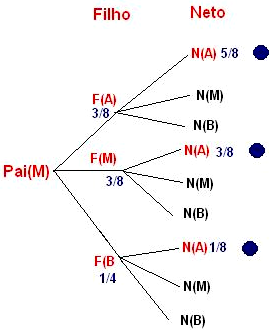 Filho Neto
N(A) 5/8
F(A) N(M)
3/8
N(B)
F(M) N(A) 3/8
Pai(M) 3/8 N(M)
N(B)
F(B N(A) 1/8
1/4
N(M)
N(B)